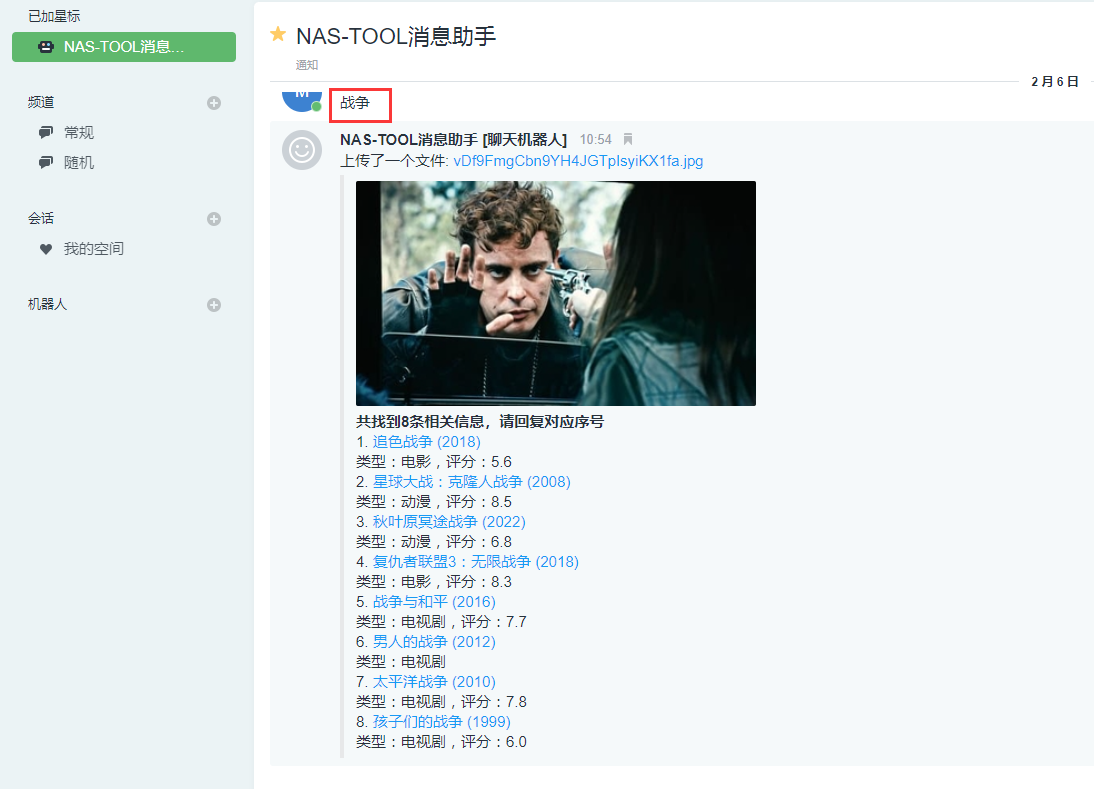 已加星标
NAS-TOOL消息...
频道
常规
随机
会话
我的空间
机器人
NAS-TOOL消息助手
通知
2月6日
M
战争
NAS-TOOL消息助手 [聊天机器人] 10:54
上传了一个文件: vDf9FmgCbn9YH4JGTpIsyiKX1fa.jpg
共找到8条相关信息，请回复对应序号
1. 追色战争 (2018)
类型：电影，评分：5.6
2. 星球大战：克隆人战争 (2008)
类型：动漫，评分：8.5
3. 秋叶原冥途战争 (2022)
类型：动漫，评分：6.8
4. 复仇者联盟3：无限战争 (2018)
类型：电影，评分：8.3
5. 战争与和平 (2016)
类型：电视剧，评分：7.7
6. 男人的战争 (2012)
类型：电视剧
7. 太平洋战争 (2010)
类型：电视剧，评分：7.8
8. 孩子们的战争 (1999)
类型：电视剧，评分：6.0